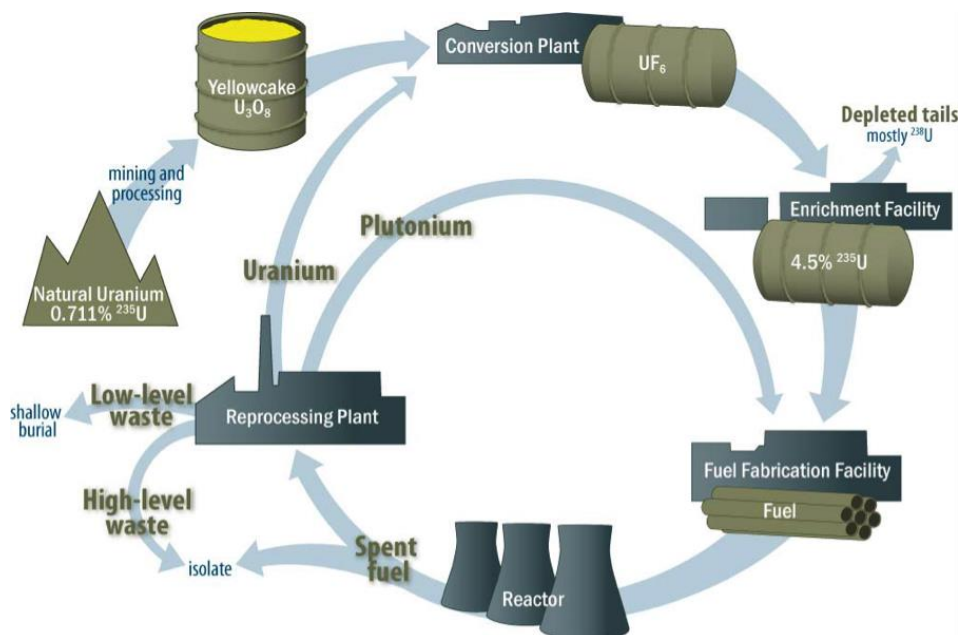 Yellowcake
U₃O₈
Conversion Plant
UF₆
Depleted tails
mostly ²³⁸U
mining and
processing
Enrichment Facility
Plutonium
Uranium
4.5% ²³⁵U
Natural Uranium
0.711% ²³⁵U
Low-level
waste
shallow
burial
Reprocessing Plant
Fuel Fabrication Facility
Fuel
High-level
waste
Spent
fuel
isolate
Reactor